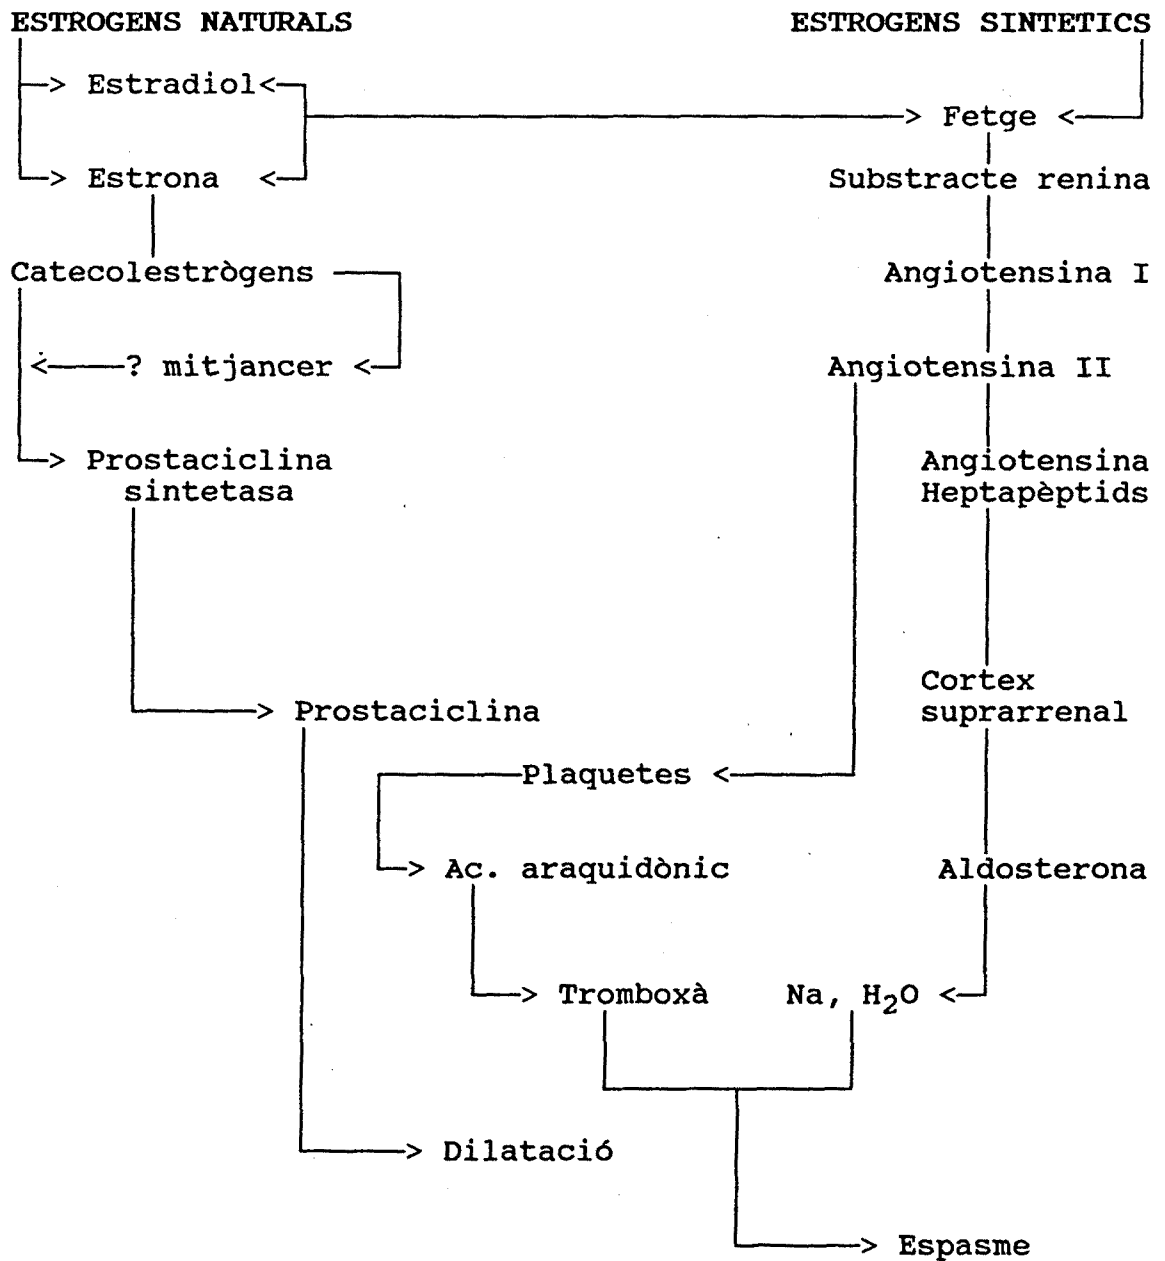 ESTROGENS NATURALS ESTROGENS SINTETICS
> Estradiol<
> Fetge <
> Estrona < Substracte renina
Catecolestrògens Angiotensina I
<——? mitjancer < Angiotensina II
> Prostaciclina Angiotensina
sintetasa Heptapèptids
Cortex
> Prostaciclina suprarrenal
Plaquetes <
> Ac. araquidònic Aldosterona
> Tromboxà Na, H₂O <
> Dilatació
> Espasme